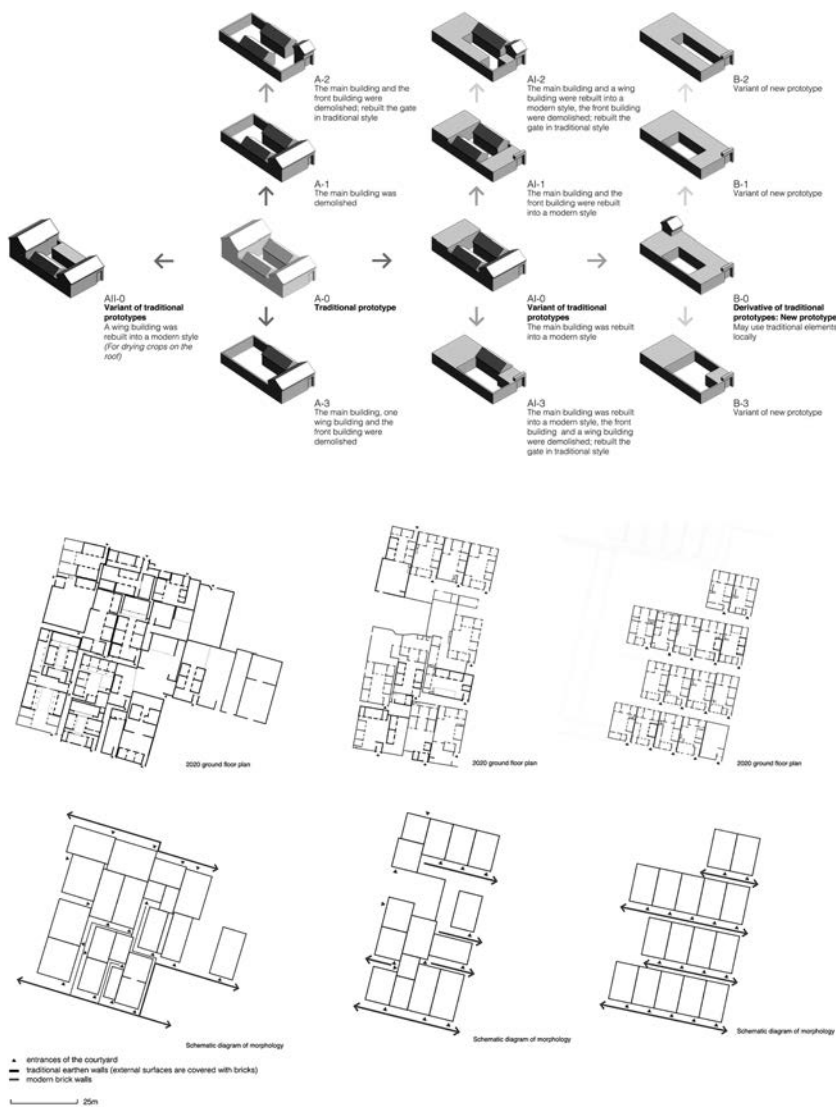 A-2
The main building and the
front building were
demolished; rebuilt the gate
in traditional style
AI-2
The main building and a wing
building were rebuilt into a
modern style, the front building
were demolished; rebuilt the
gate in traditional style
B-2
Variant of new prototype
A-1
The main building was
demolished
AI-1
The main building and the
front building were rebuilt
into a modern style
B-1
Variant of new prototype
AII-0
Variant of traditional
prototypes
A wing building was
rebuilt into a modern style
(For drying crops on the
roof)
A-0
Traditional prototype
AI-0
Variant of traditional
prototypes
The main building was rebuilt
into a modern style
B-0
Derivative of traditional
prototypes: New prototype
May use traditional elements
locally
A-3
The main building, one
wing building and the
front building were
demolished
AI-3
The main building was rebuilt
into a modern style, the front
building and a wing building
were demolished; rebuilt the
gate in traditional style
B-3
Variant of new prototype
2020 ground floor plan
2020 ground floor plan
2020 ground floor plan
Schematic diagram of morphology
Schematic diagram of morphology
Schematic diagram of morphology
entrances of the courtyard
traditional earthen walls (external surfaces are covered with bricks)
modern brick walls
25m